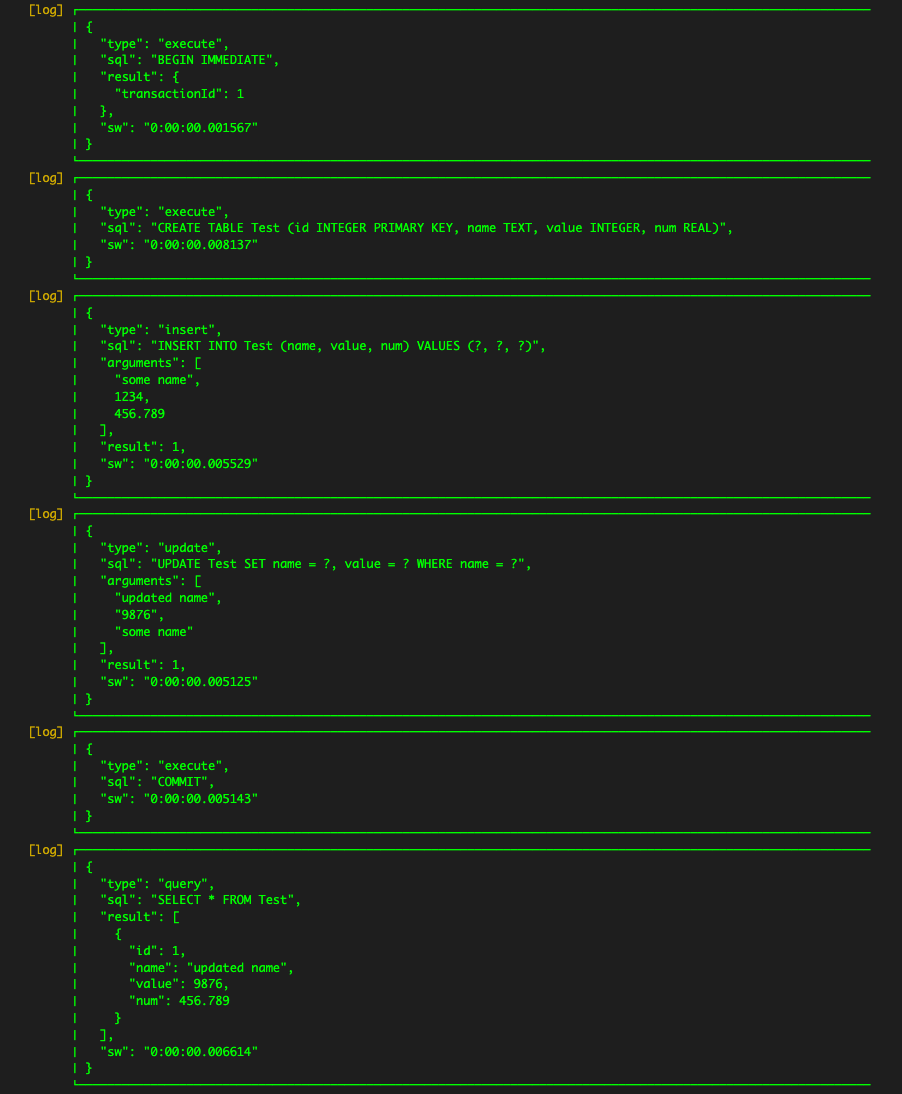 [log]
{
"type": "execute",
"sql": "BEGIN IMMEDIATE",
"result": {
"transactionId": 1
},
"sw": "0:00:00.001567"
}
[log]
{
"type": "execute",
"sql": "CREATE TABLE Test (id INTEGER PRIMARY KEY, name TEXT, value INTEGER, num REAL)",
"sw": "0:00:00.008137"
}
[log]
{
"type": "insert",
"sql": "INSERT INTO Test (name, value, num) VALUES (?, ?, ?)",
"arguments": [
"some name",
1234,
456.789
],
"result": 1,
"sw": "0:00:00.005529"
}
[log]
{
"type": "update",
"sql": "UPDATE Test SET name = ?, value = ? WHERE name = ?",
"arguments": [
"updated name",
"9876",
"some name"
],
"result": 1,
"sw": "0:00:00.005125"
}
[log]
{
"type": "execute",
"sql": "COMMIT",
"sw": "0:00:00.005143"
}
[log]
{
"type": "query",
"sql": "SELECT * FROM Test",
"result": [
{
"id": 1,
"name": "updated name",
"value": 9876,
"num": 456.789
}
],
"sw": "0:00:00.006614"
}